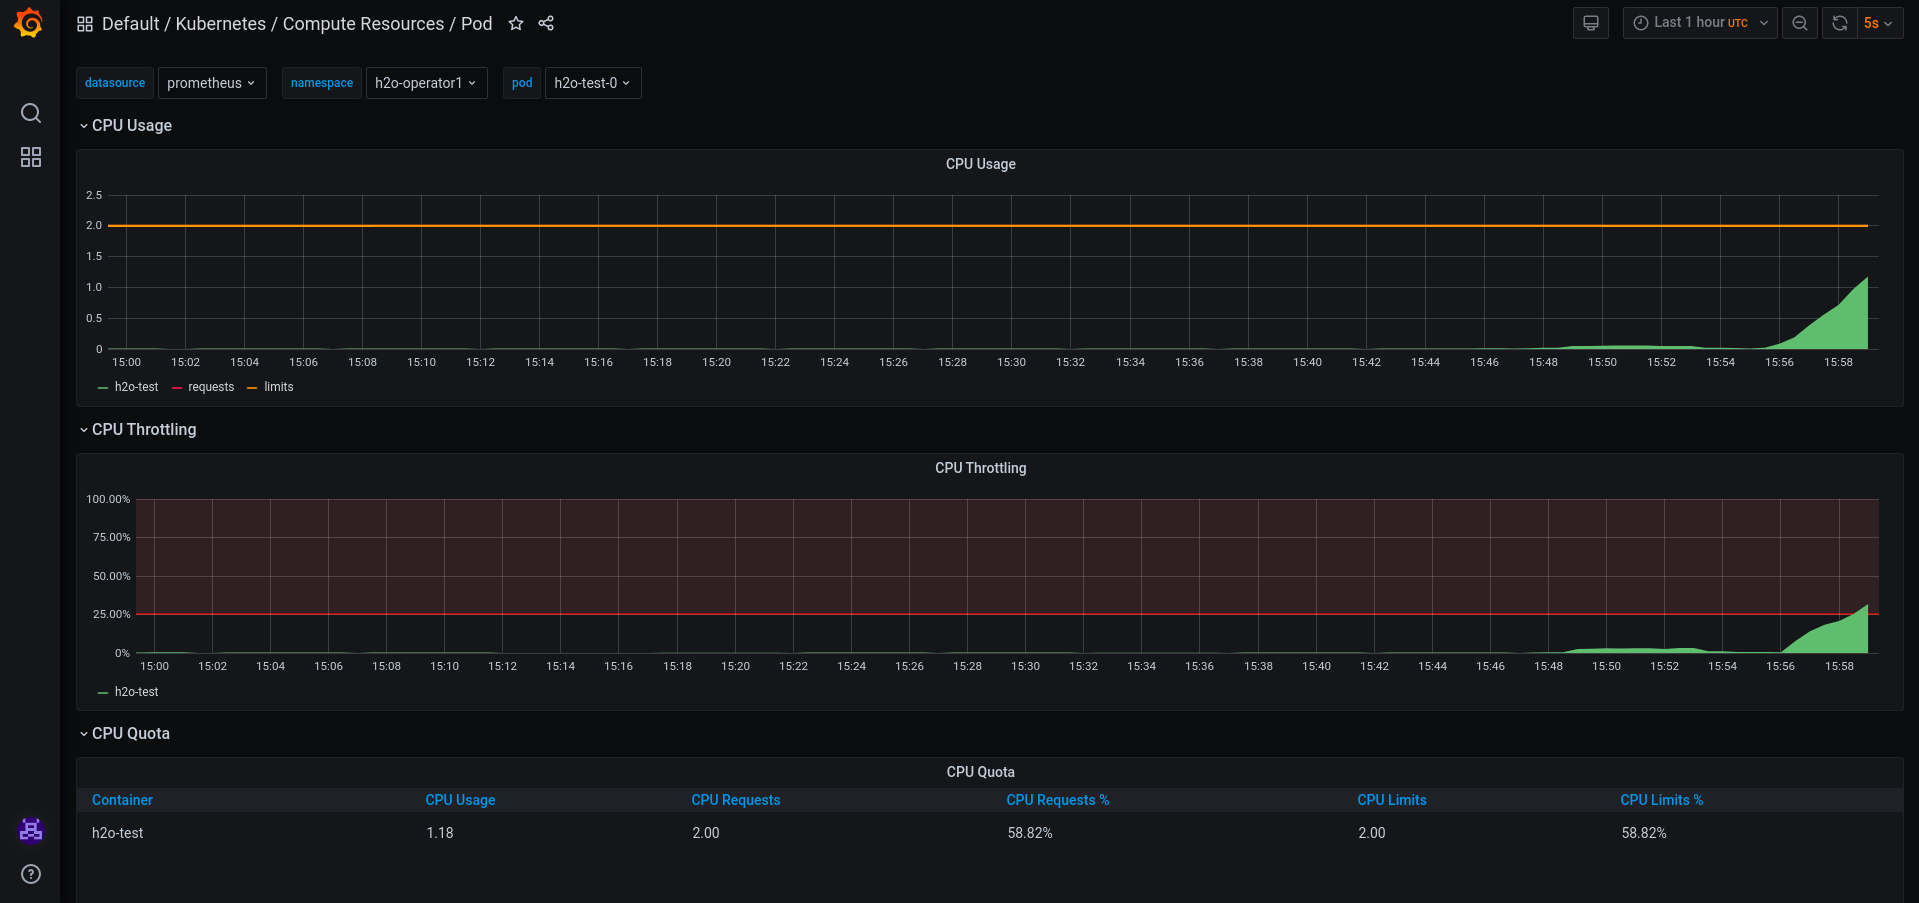 Default / Kubernetes / Compute Resources / Pod
Last 1 hour UTC
5s
datasource prometheus namespace h2o-operator1 pod h2o-test-0
CPU Usage
CPU Usage
2.5
2.0
1.5
1.0
0.5
0
15:00 15:02 15:04 15:06 15:08 15:10 15:12 15:14 15:16 15:18 15:20 15:22 15:24 15:26 15:28 15:30 15:32 15:34 15:36 15:38 15:40 15:42 15:44 15:46 15:48 15:50 15:52 15:54 15:56 15:58
h2o-test requests limits
CPU Throttling
CPU Throttling
100.00%
75.00%
50.00%
25.00%
0%
15:00 15:02 15:04 15:06 15:08 15:10 15:12 15:14 15:16 15:18 15:20 15:22 15:24 15:26 15:28 15:30 15:32 15:34 15:36 15:38 15:40 15:42 15:44 15:46 15:48 15:50 15:52 15:54 15:56 15:58
h2o-test
CPU Quota
CPU Quota
Container CPU Usage CPU Requests CPU Requests % CPU Limits CPU Limits %
h2o-test 1.18 2.00 58.82% 2.00 58.82%